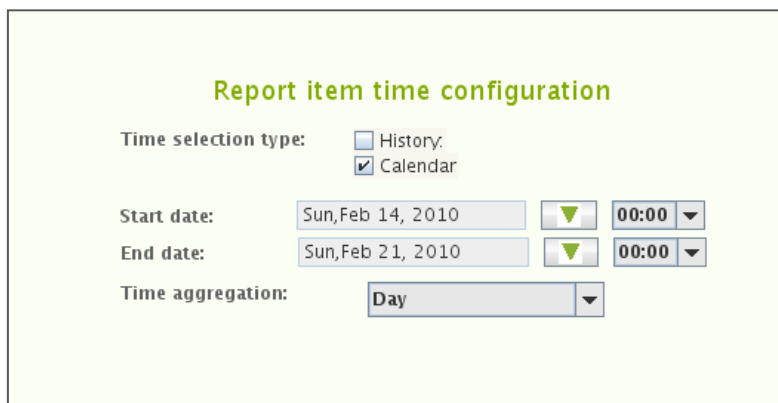 Report item time configuration
Time selection type:
History:
Calendar
Start date: Sun,Feb 14, 2010 00:00
End date: Sun,Feb 21, 2010 00:00
Time aggregation: Day